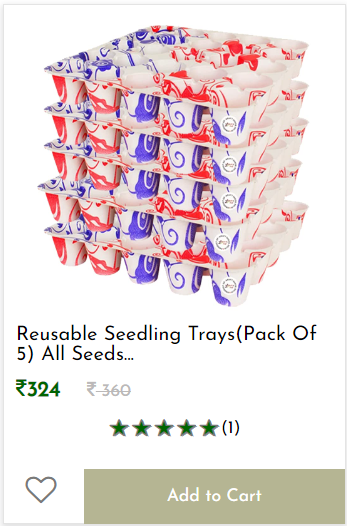 Reusable Seedling Trays(Pack Of
5) All Seeds...
₹324 ₹ 360
(1)
Add to Cart